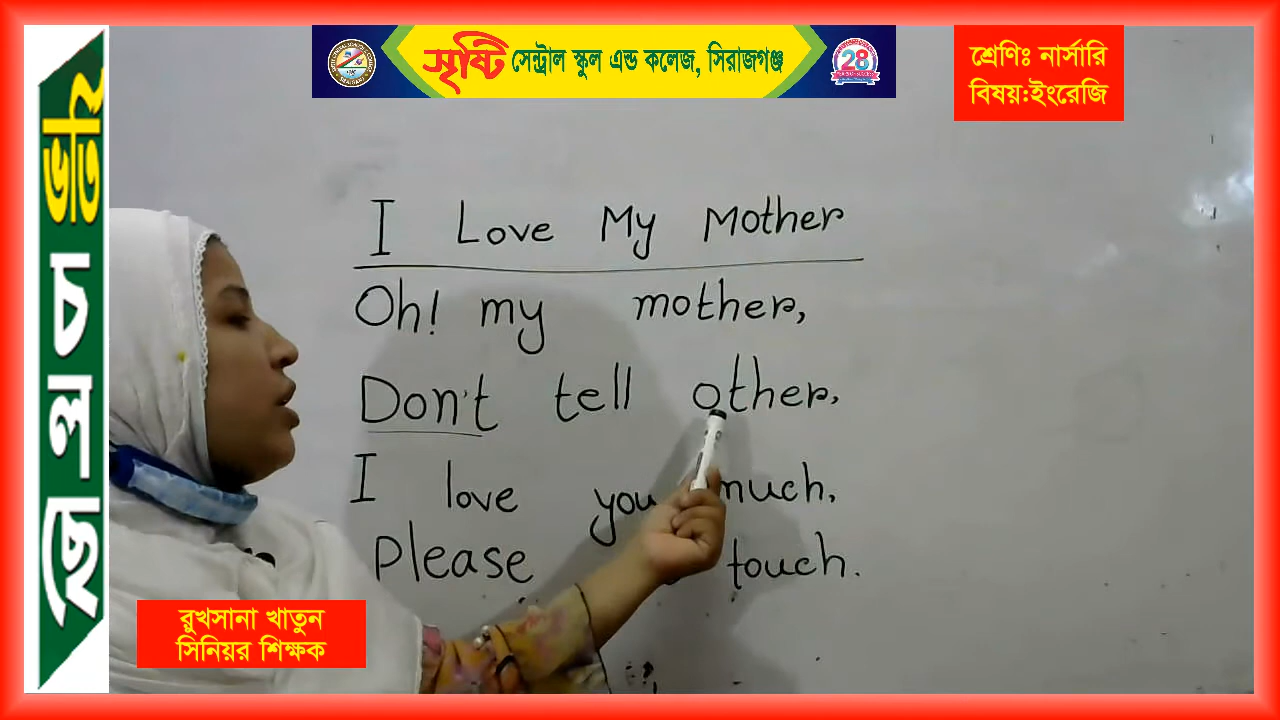 সৃষ্টি সেন্ট্রাল স্কুল এন্ড কলেজ, সিরাজগঞ্জ
28
শ্রেণিঃ নার্সারি
বিষয়:ইংরেজি
ভর্তি চলছে
I Love My Mother
Oh! my mother,
Don't tell other,
I love you much,
Please touch.
রুখসানা খাতুন
সিনিয়র শিক্ষক